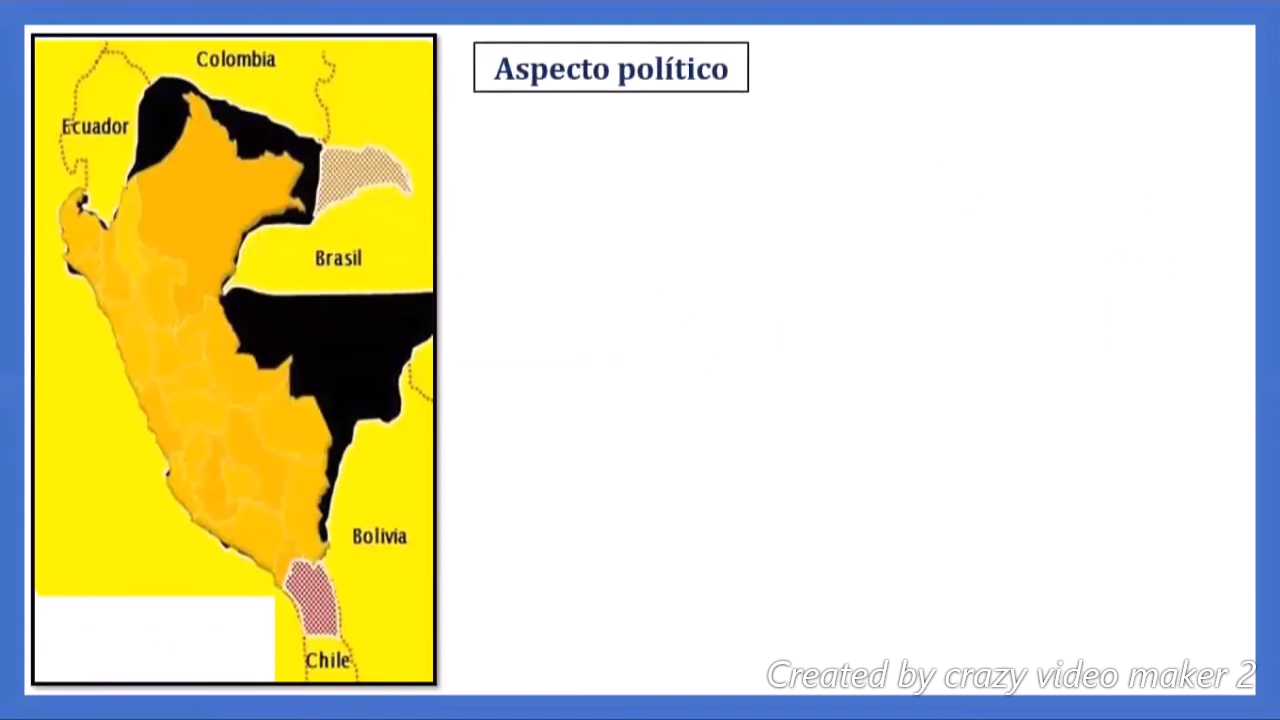 Aspecto político
Colombia
Ecuador
Brasil
Bolivia
Chile
Created by crazy video maker 2